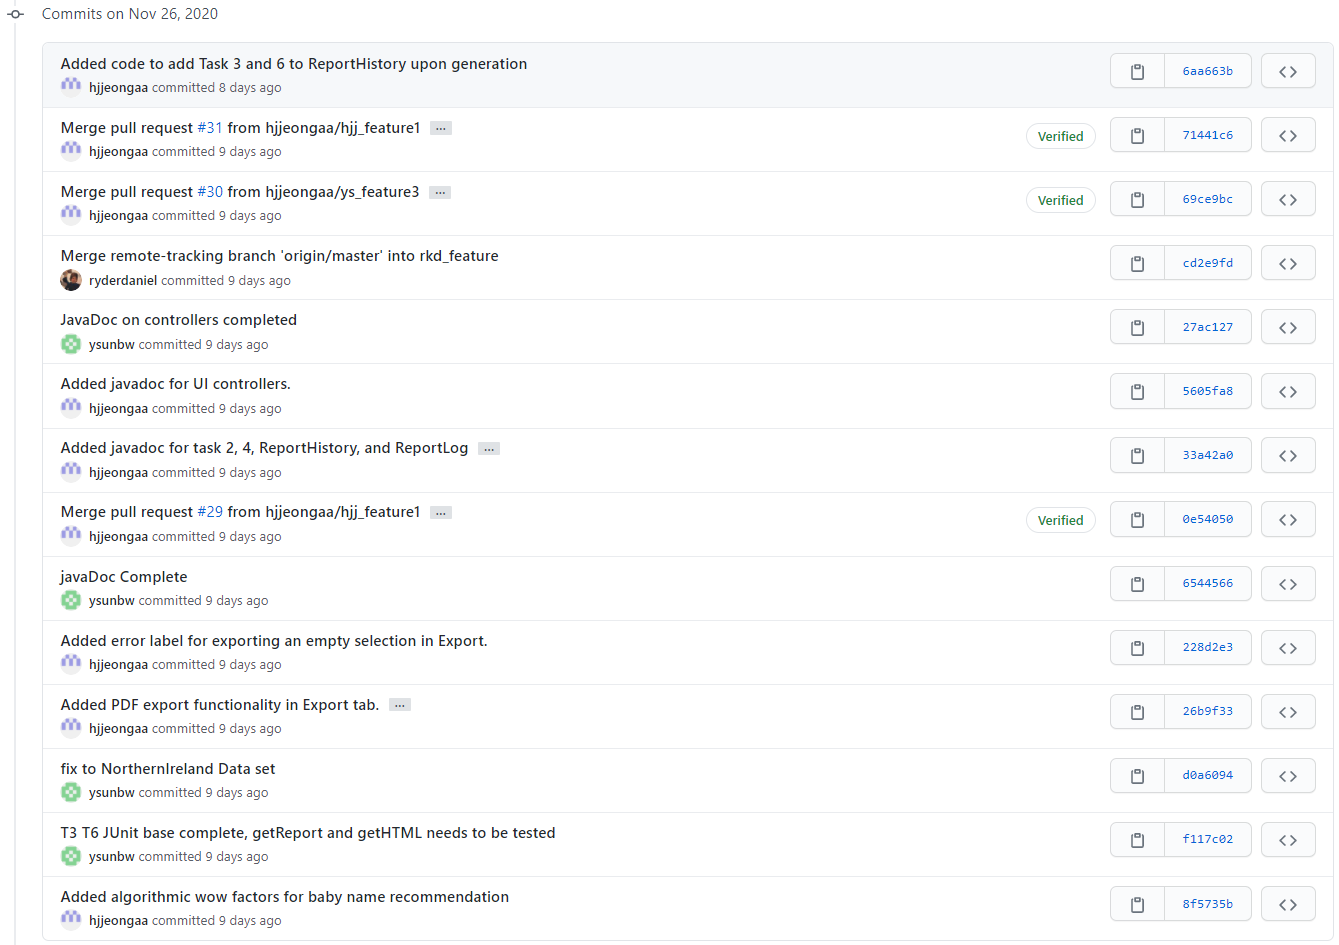 Commits on Nov 26, 2020
Added code to add Task 3 and 6 to ReportHistory upon generation
hjjeongaa committed 8 days ago
6aa663b
Merge pull request #31 from hjjeongaa/hjj_feature1 ...
hjjeongaa committed 9 days ago
Verified
71441c6
Merge pull request #30 from hjjeongaa/ys_feature3 ...
hjjeongaa committed 9 days ago
Verified
69ce9bc
Merge remote-tracking branch 'origin/master' into rkd_feature
ryderdaniel committed 9 days ago
cd2e9fd
JavaDoc on controllers completed
ysunbw committed 9 days ago
27ac127
Added javadoc for UI controllers.
hjjeongaa committed 9 days ago
5605fa8
Added javadoc for task 2, 4, ReportHistory, and ReportLog ...
hjjeongaa committed 9 days ago
33a42a0
Merge pull request #29 from hjjeongaa/hjj_feature1 ...
hjjeongaa committed 9 days ago
Verified
0e54050
javaDoc Complete
ysunbw committed 9 days ago
6544566
Added error label for exporting an empty selection in Export.
hjjeongaa committed 9 days ago
228d2e3
Added PDF export functionality in Export tab. ...
hjjeongaa committed 9 days ago
26b9f33
fix to NorthernIreland Data set
ysunbw committed 9 days ago
d0a6094
T3 T6 JUnit base complete, getReport and getHTML needs to be tested
ysunbw committed 9 days ago
f117c02
Added algorithmic wow factors for baby name recommendation
hjjeongaa committed 9 days ago
8f5735b